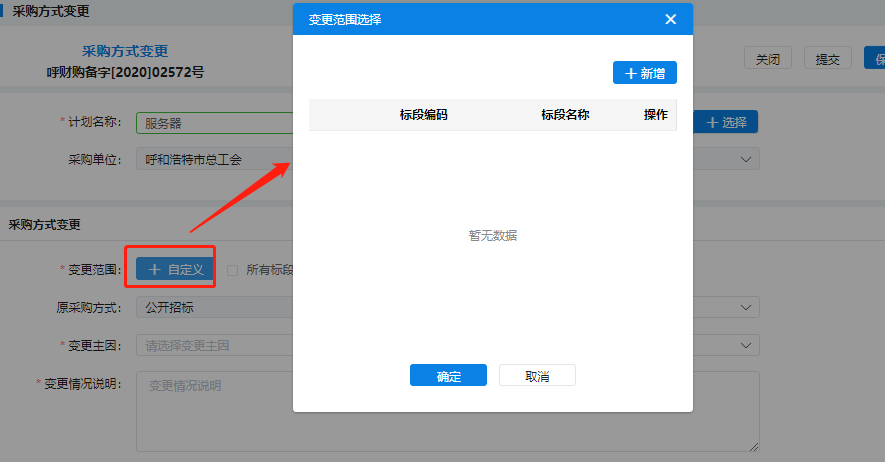 采购方式变更
变更范围选择
采购方式变更
呼财购备字[2020]02572号
关闭
提交
保
新增
* 计划名称:
服务器
选择
标段编码
标段名称
操作
采购单位:
呼和浩特市总工会
采购方式变更
暂无数据
* 变更范围:
自定义
所有标段
原采购方式:
公开招标
* 变更主因:
请选择变更主因
* 变更情况说明:
变更情况说明
确定
取消